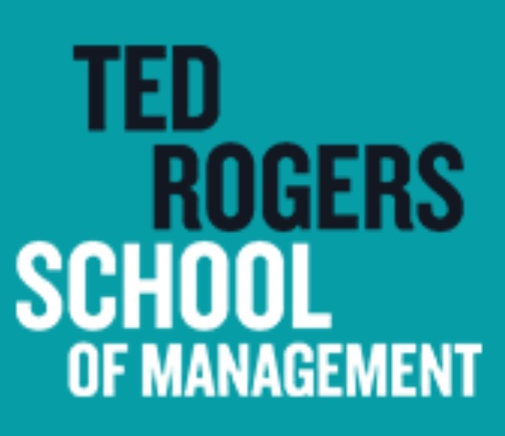 TED
ROGERS
SCHOOL
OF MANAGEMENT